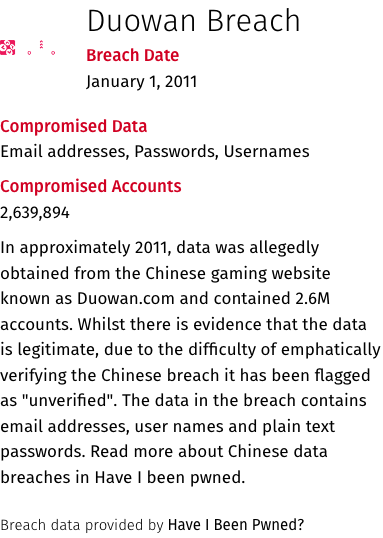 Duowan Breach
Breach Date
January 1, 2011
Compromised Data
Email addresses, Passwords, Usernames
Compromised Accounts
2,639,894
In approximately 2011, data was allegedly
obtained from the Chinese gaming website
known as Duowan.com and contained 2.6M
accounts. Whilst there is evidence that the data
is legitimate, due to the difficulty of emphatically
verifying the Chinese breach it has been flagged
as "unverified". The data in the breach contains
email addresses, user names and plain text
passwords. Read more about Chinese data
breaches in Have I been pwned.
Breach data provided by Have I Been Pwned?